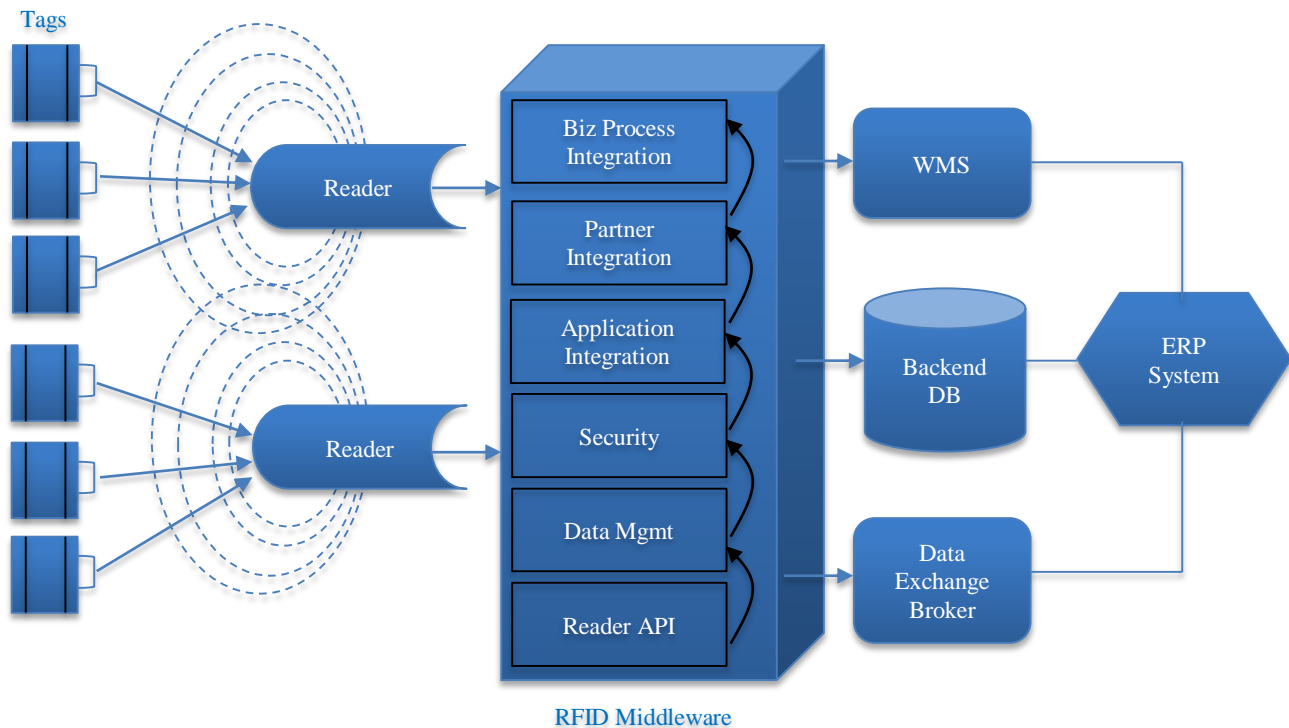 Tags
Reader
Reader
Biz Process
Integration
Partner
Integration
Application
Integration
Security
Data Mgmt
Reader API
RFID Middleware
WMS
Backend
DB
Data
Exchange
Broker
ERP
System